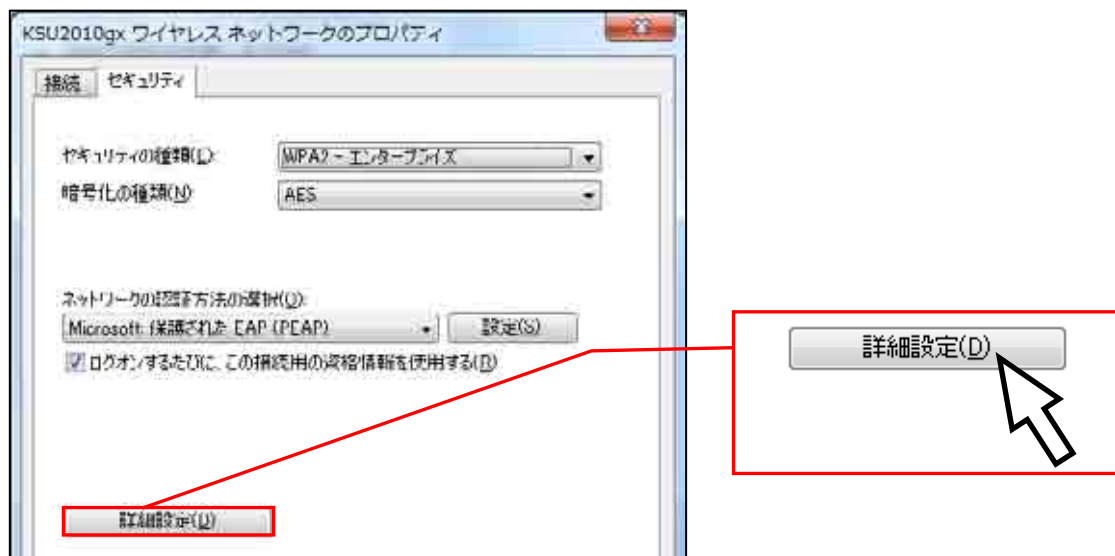 KSU2010gx ワイヤレス ネットワークのプロパティ
接続 セキュリティ
セキュリティの種類(E): WPA2 - エンタープライズ
暗号化の種類(N) AES
ネットワークの認証方法の選択(O):
Microsoft: 保護された EAP (PEAP) 設定(S)
ログオンするたびに、この接続用の資格情報を使用する(R)
詳細設定(D)
詳細設定(D)